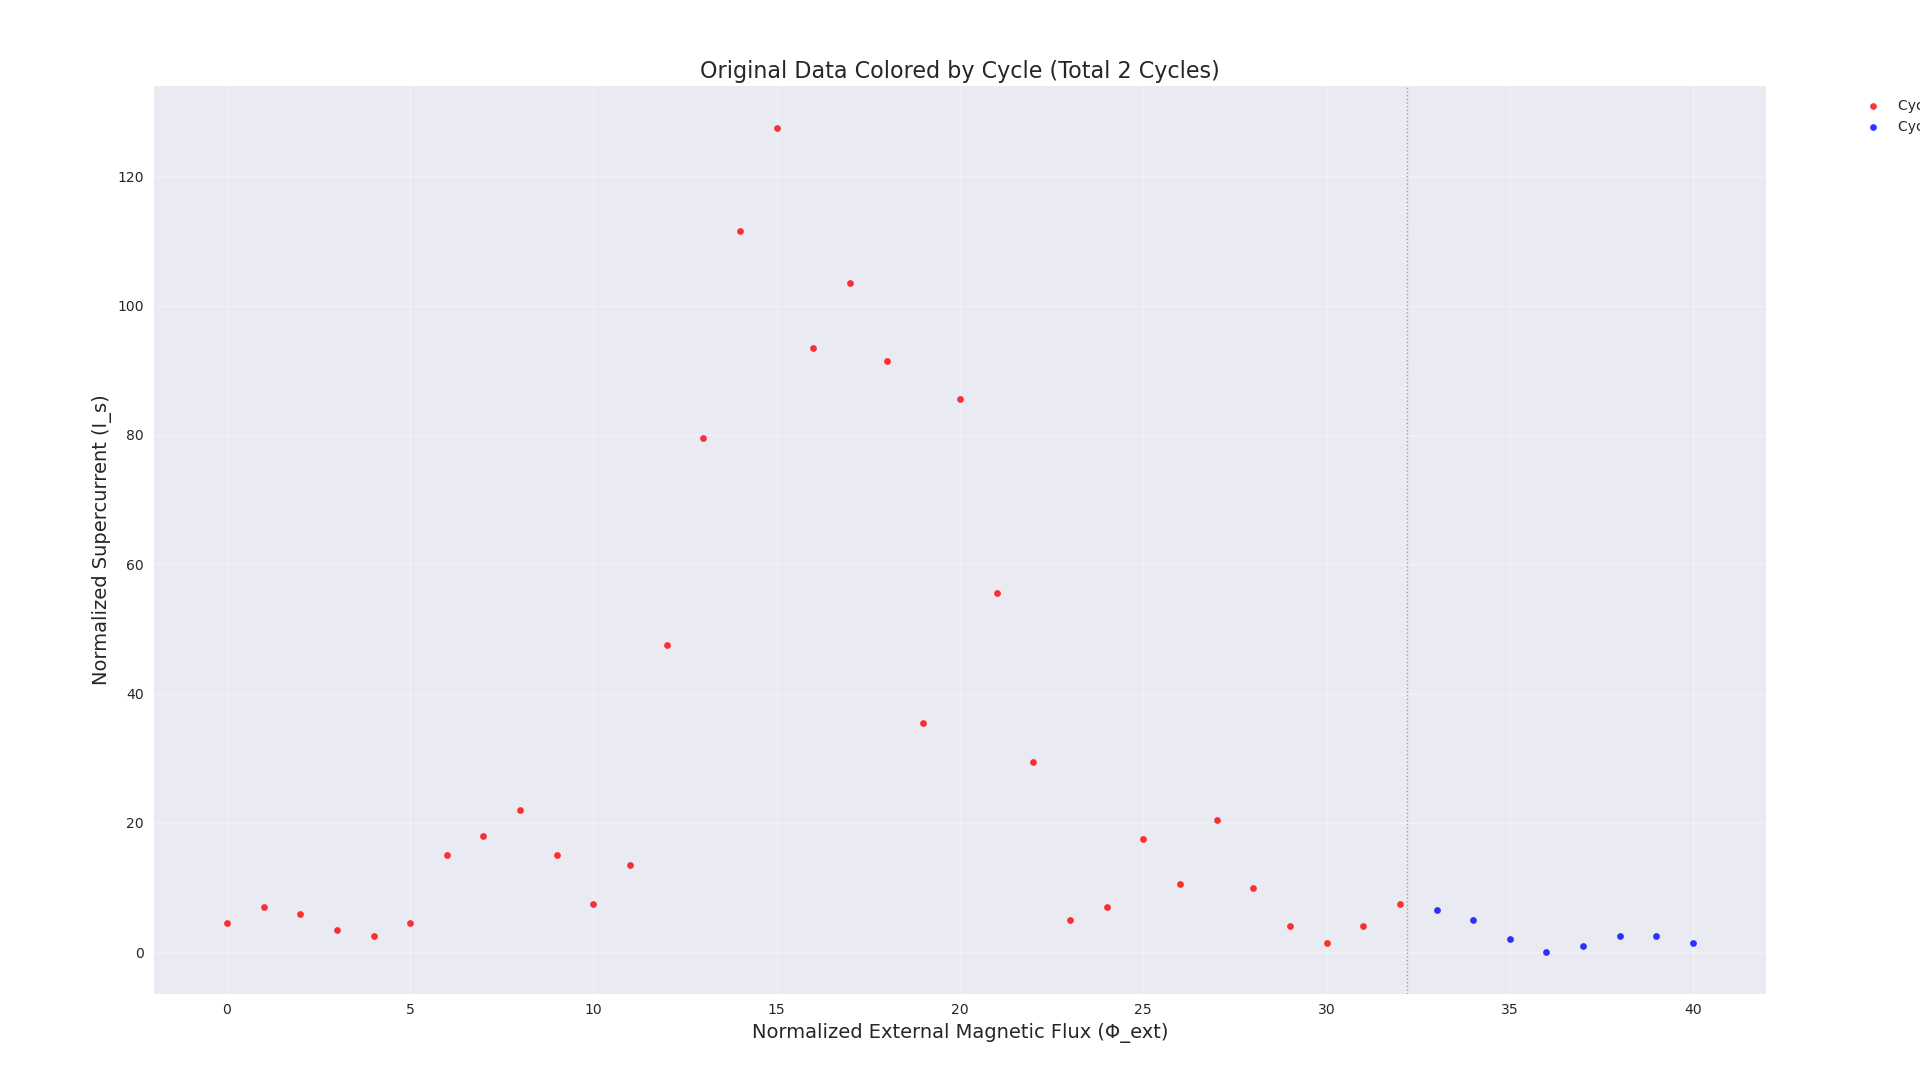 Original Data Colored by Cycle (Total 2 Cycles)
Cyc
Cyc
120
100
80
60
40
20
0
Normalized Supercurrent (I_s)
0 5 10 15 20 25 30 35 40
Normalized External Magnetic Flux (Φ_ext)